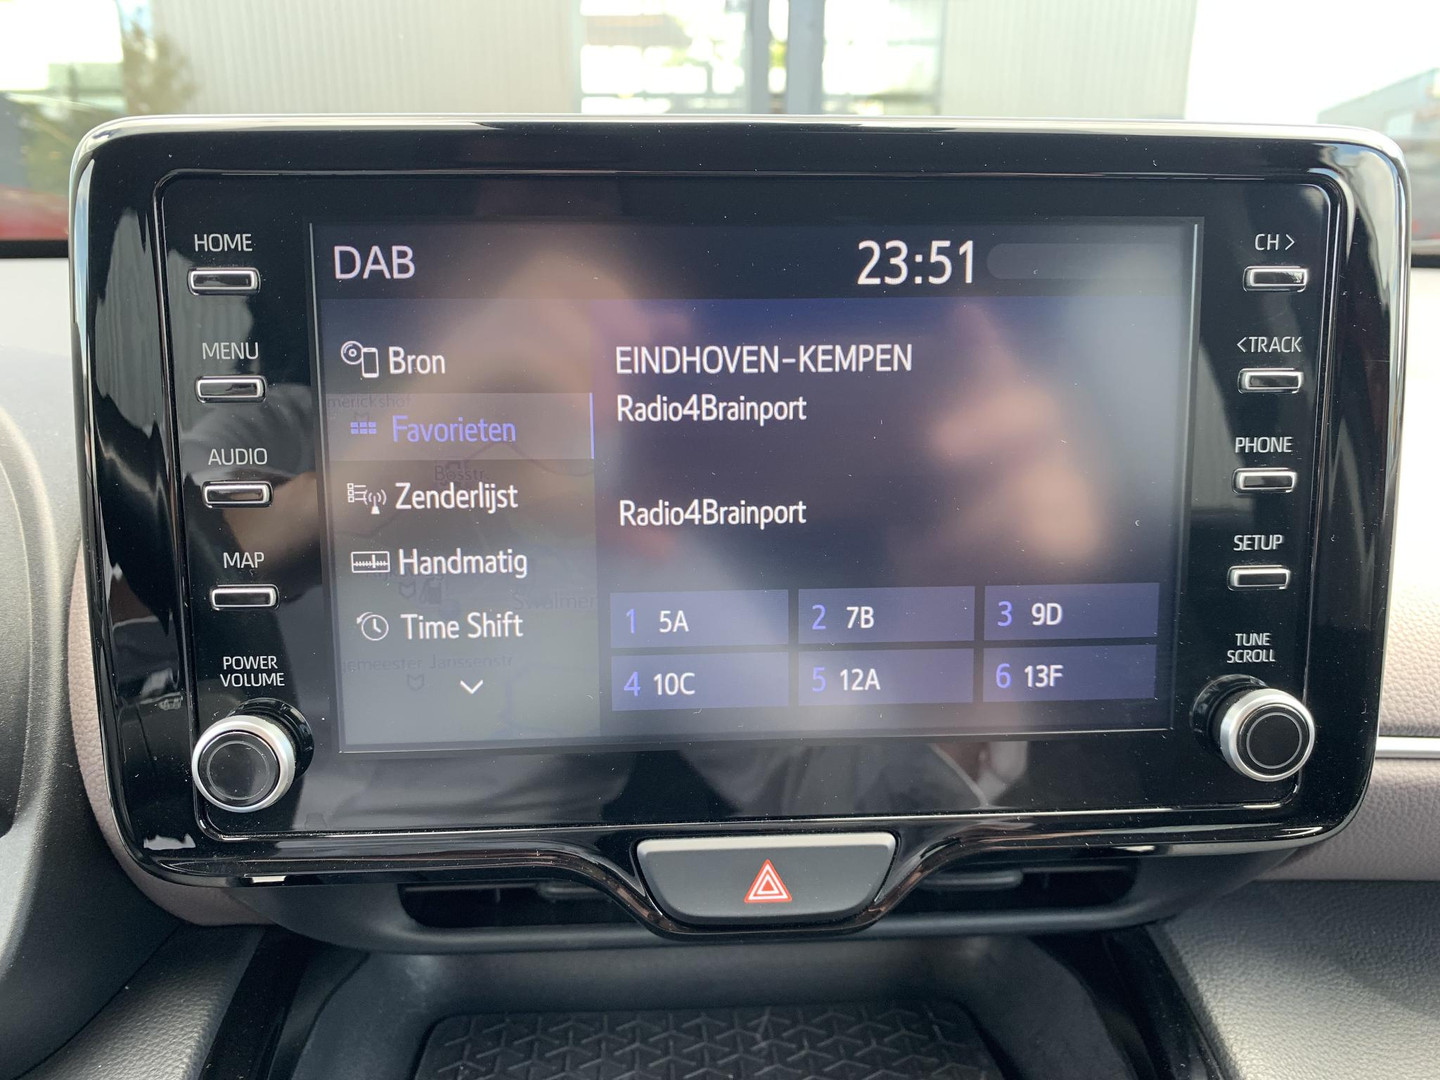 HOME
MENU
AUDIO
MAP
POWER
VOLUME
DAB
23:51
Bron
Favorieten
Zenderlijst
Handmatig
Time Shift
EINDHOVEN-KEMPEN
Radio4Brainport
Radio4Brainport
1 5A
2 7B
3 9D
4 10C
5 12A
6 13F
CH >
< TRACK
PHONE
SETUP
TUNE
SCROLL